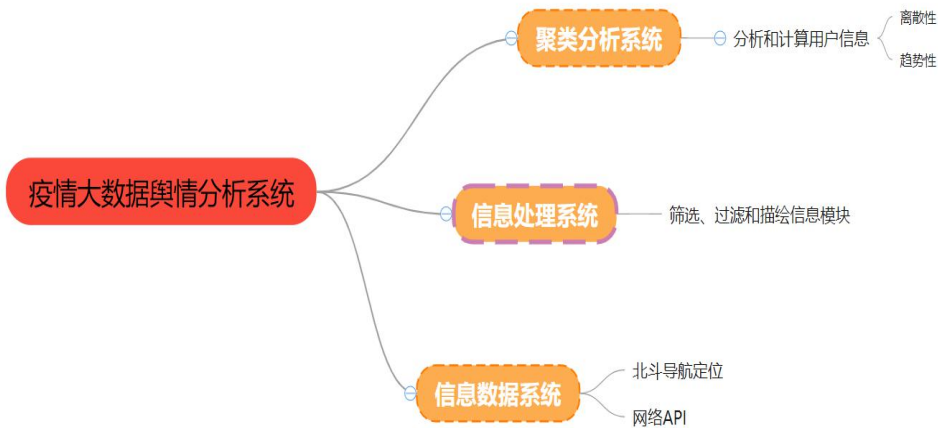 疫情大数据舆情分析系统
聚类分析系统
分析和计算用户信息
离散性
趋势性
信息处理系统
筛选、过滤和描绘信息模块
信息数据系统
北斗导航定位
网络API